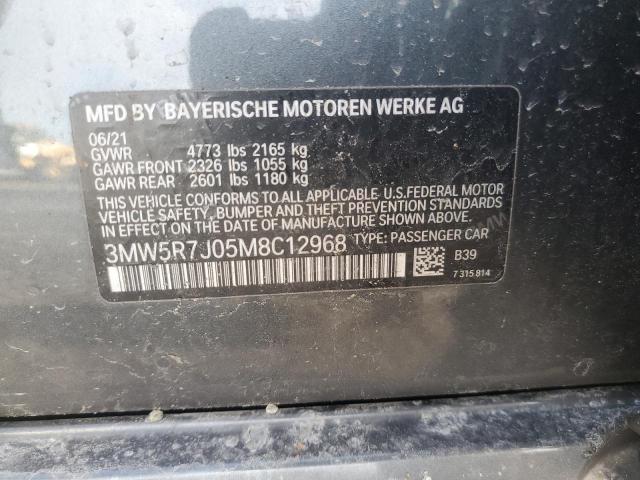 MFD BY BAYERISCHE MOTOREN WERKE AG
06/21
GVWR 4773 lbs 2165 kg
GAWR FRONT 2326 lbs 1055 kg
GAWR REAR 2601 lbs 1180 kg
THIS VEHICLE CONFORMS TO ALL APPLICABLE U.S.FEDERAL MOTOR
VEHICLE SAFETY, BUMPER AND THEFT PREVENTION STANDARDS
IN EFFECT ON THE DATE OF MANUFACTURE SHOWN ABOVE.
3MW5R7J05M8C12968 TYPE: PASSENGER CAR
B39
7 315 814